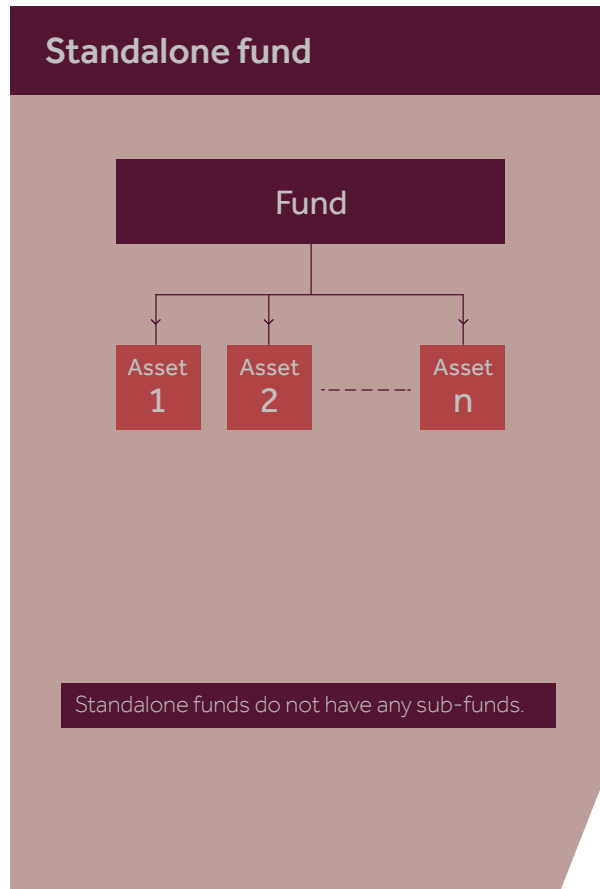 Standalone fund
Fund
Asset Asset Asset
1 2 n
Standalone funds do not have any sub-funds.